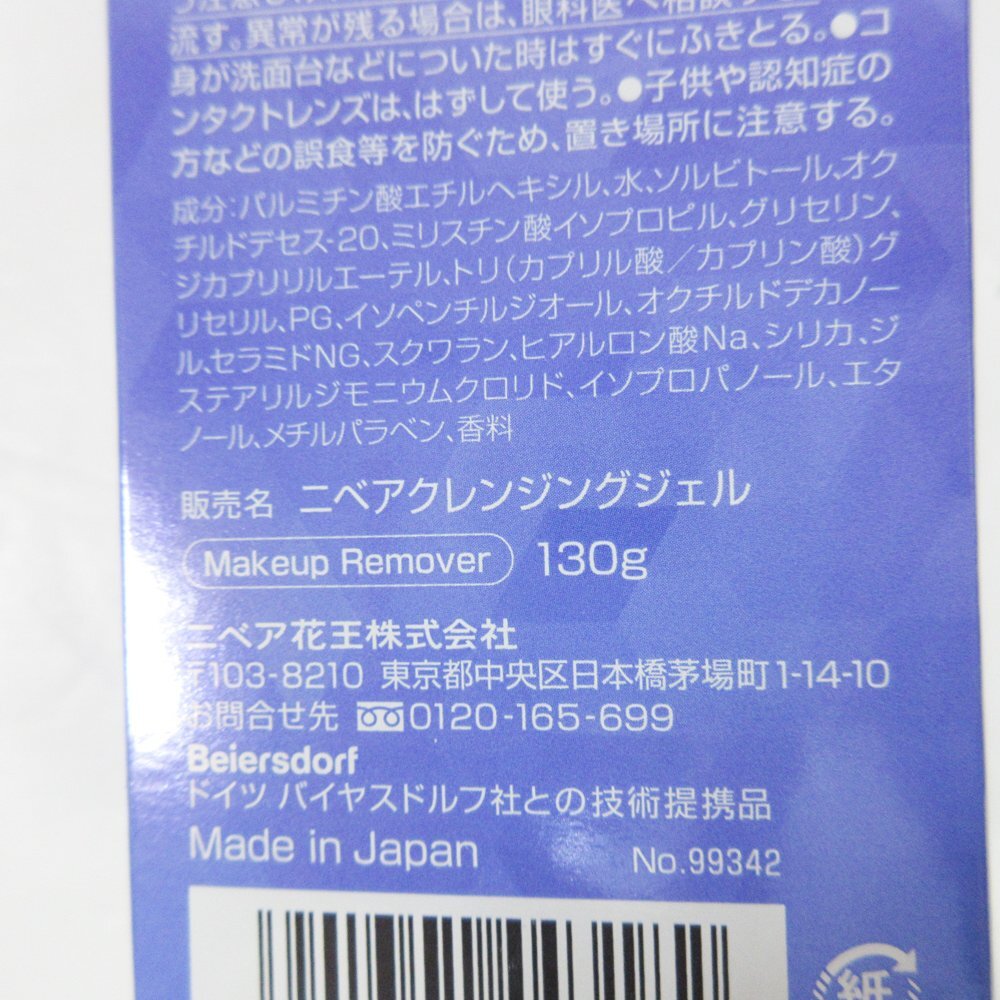 流す。異常が残る場合は、眼科医へ相談する。●コ
身が洗面台などについた時はすぐにふきとる。
ンタクトレンズは、はずして使う。●子供や認知症の
方などの誤食等を防ぐため、置き場所に注意する。
成分：パルミチン酸エチルヘキシル、水、ソルビトール、オク
チルドデセス-20、ミリスチン酸イソプロピル、グリセリン、
ジカプリリルエーテル、トリ（カプリル酸／カプリン酸）グ
リセリル、PG、イソペンチルジオール、オクチルドデカノー
ル、セラミドNG、スクワラン、ヒアルロン酸Na、シリカ、ジ
ステアリルジモニウムクロリド、イソプロパノール、エタ
ノール、メチルパラベン、香料
販売名 ニベアクレンジングジェル
Makeup Remover 130g
ニベア花王株式会社
〒103-8210 東京都中央区日本橋茅場町1-14-10
お問合せ先 0120-165-699
Beiersdorf
ドイツ バイヤスドルフ社との技術提携品
Made in Japan No.99342
紙